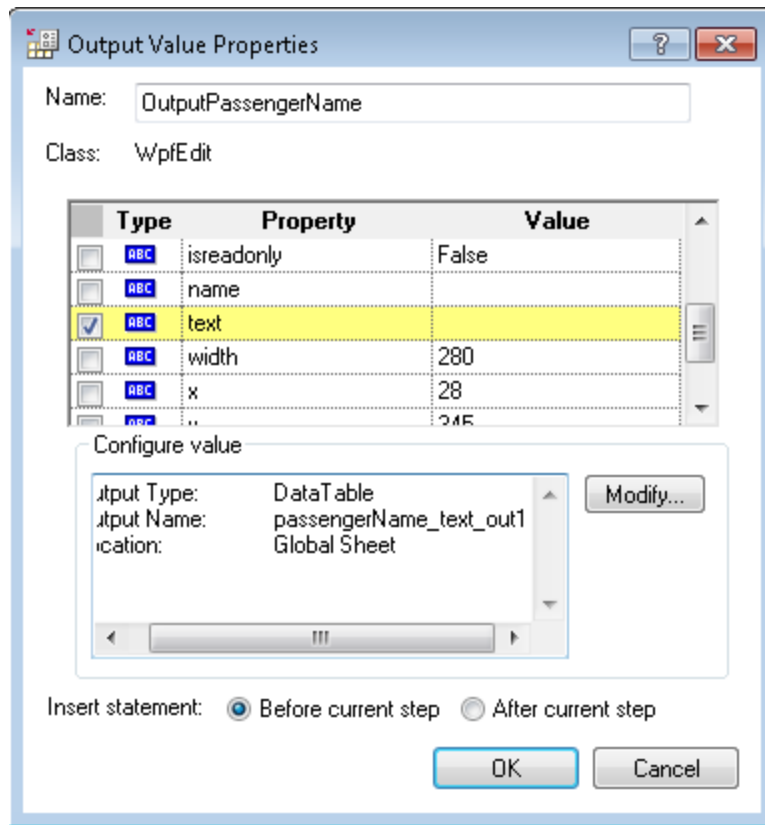 Output Value Properties
Name: OutputPassengerName
Class: WpfEdit
Type Property Value
ABC isreadonly False
ABC name
ABC text
ABC width 280
ABC x 28
ABC
Configure value
utput Type: DataTable
utput Name: passengerName_text_out1
ocation: Global Sheet
Modify...
Insert statement: Before current step After current step
OK Cancel